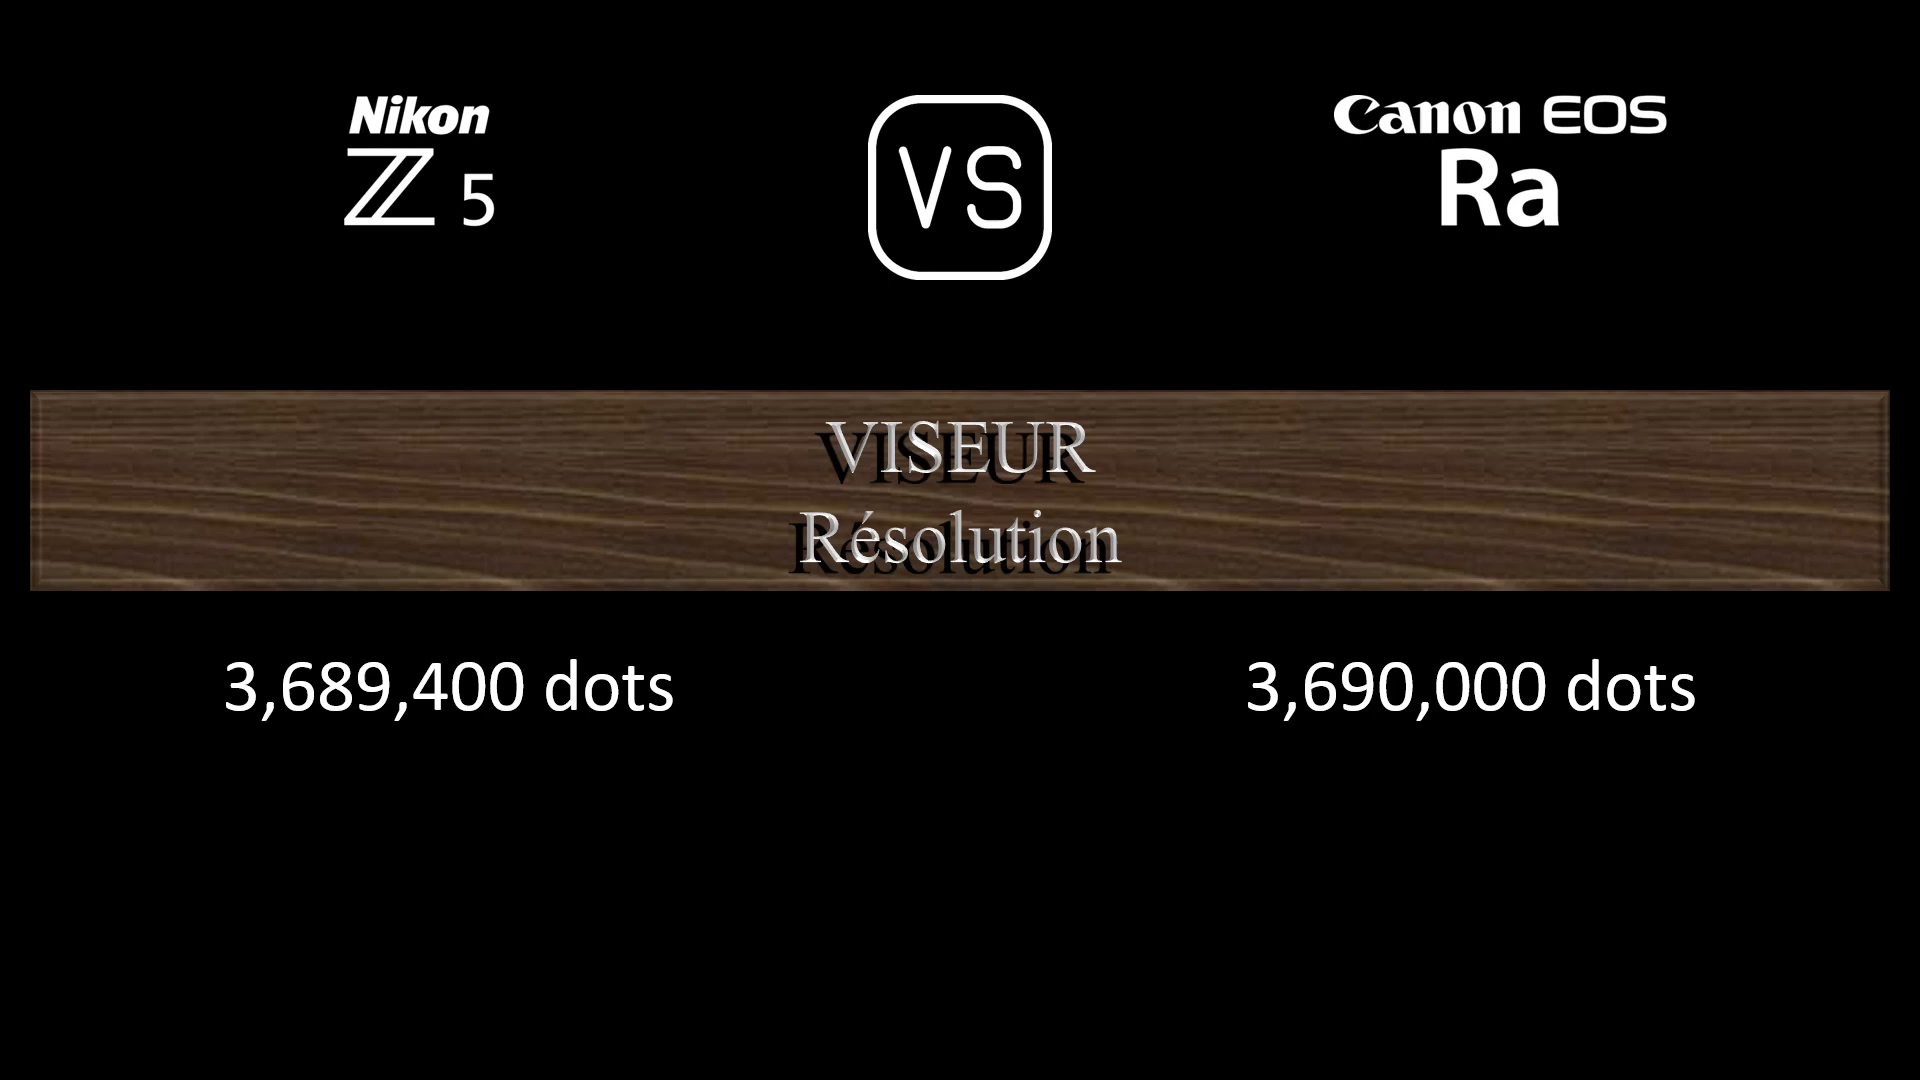 Nikon
Z 5
VS
Canon EOS
Ra
VISEUR
Résolution
3,689,400 dots
3,690,000 dots